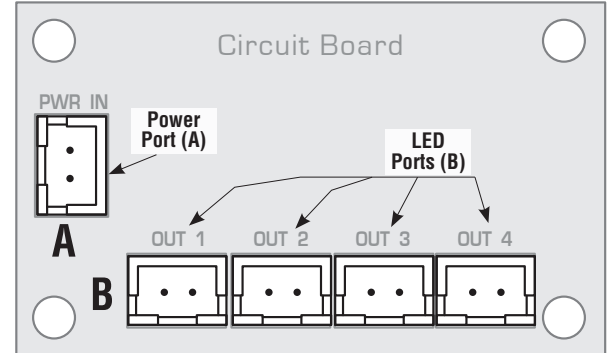 Circuit Board
PWR IN
Power
Port (A)
LED
Ports (B)
A
OUT 1 OUT 2 OUT 3 OUT 4
B